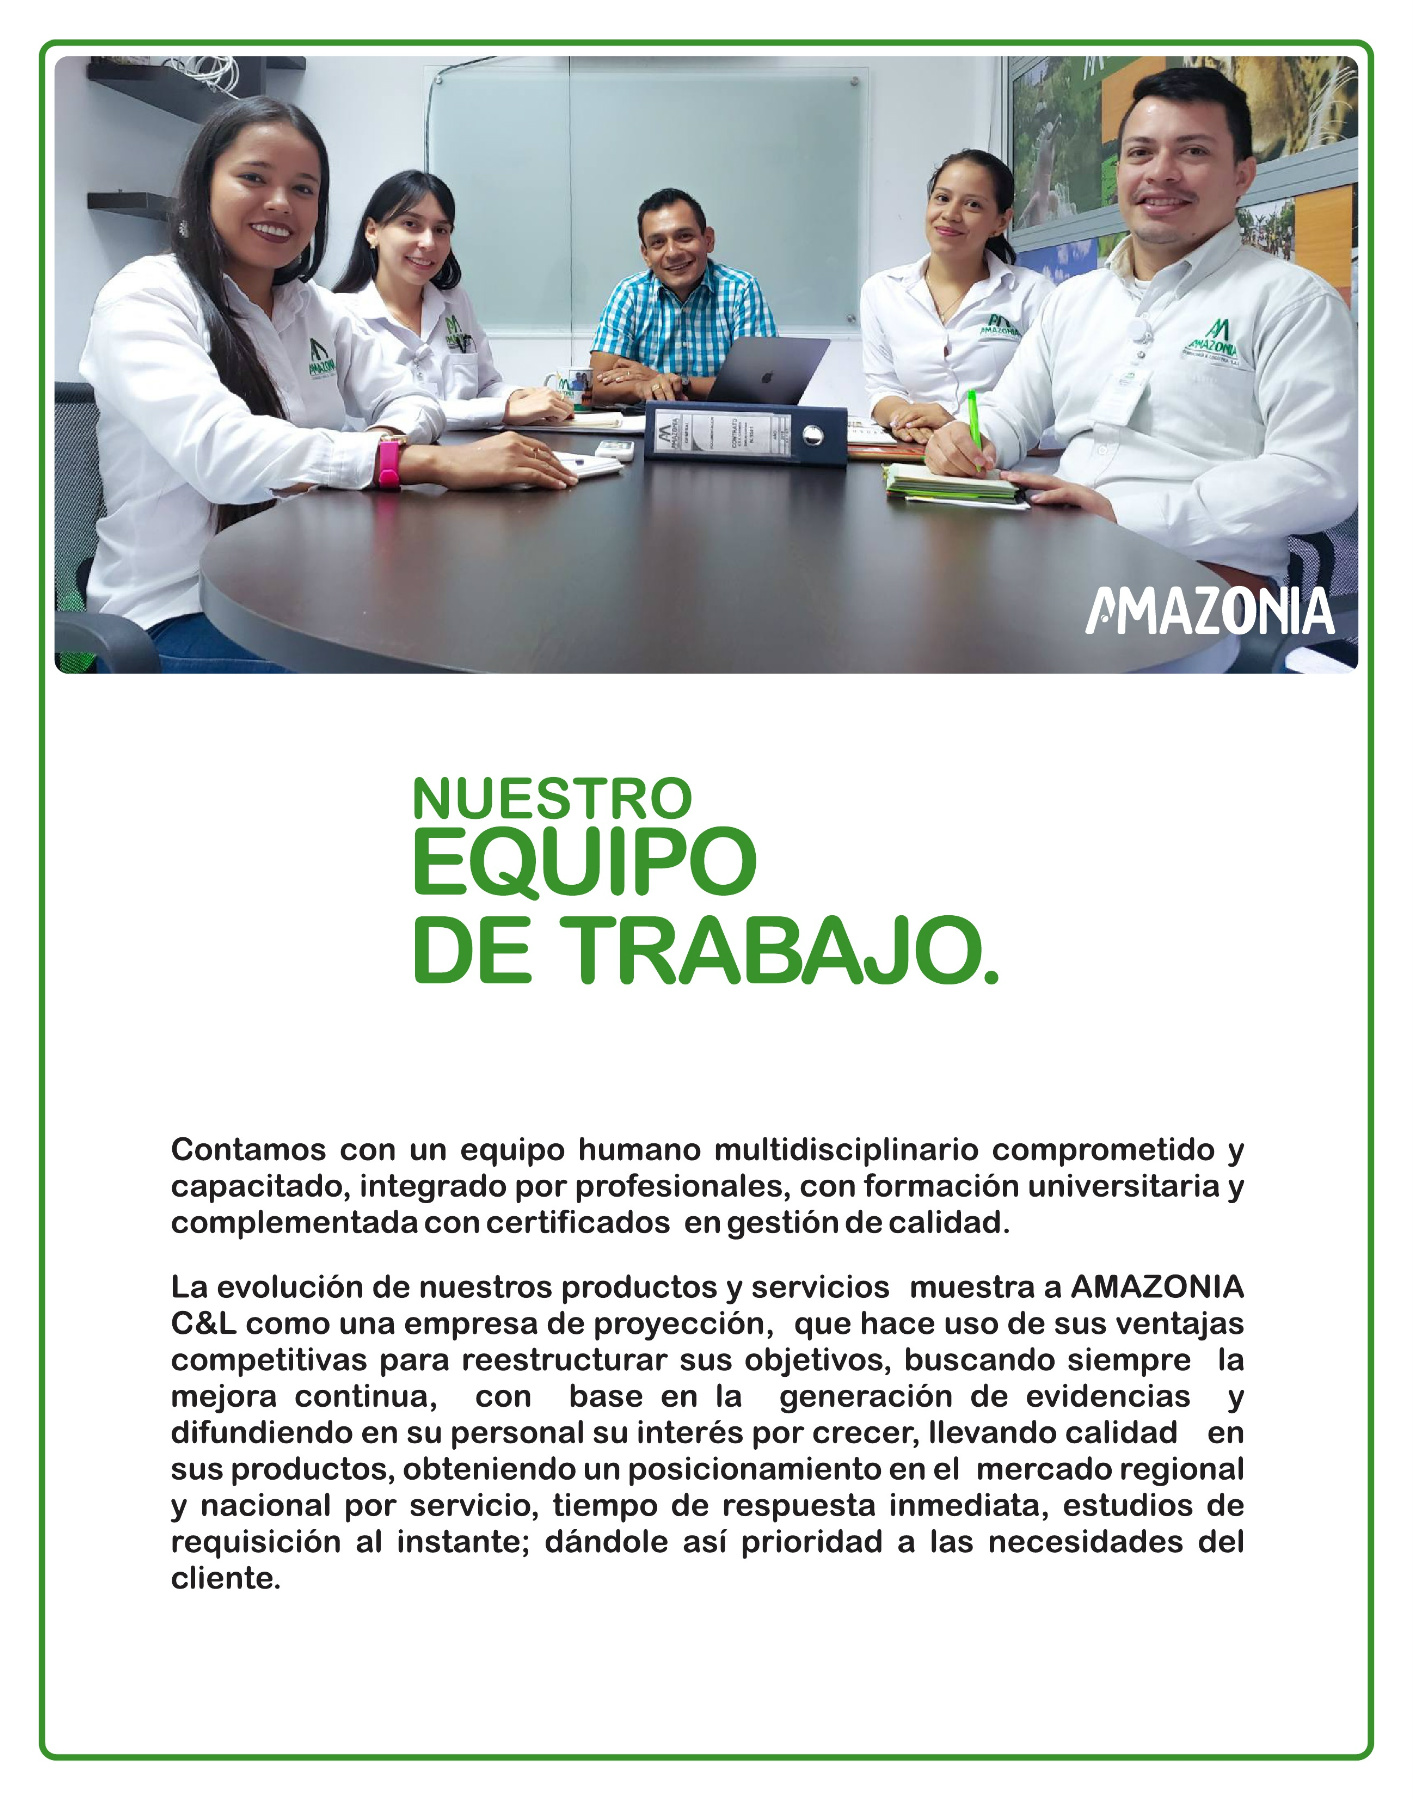 AMAZONIA
AMAZONIA
AMAZONIA
AMAZONIA
CONTRATO
AMAZONIA
NUESTRO
EQUIPO
DE TRABAJO.
Contamos con un equipo humano multidisciplinario comprometido y
capacitado, integrado por profesionales, con formación universitaria y
complementada con certificados en gestión de calidad.
La evolución de nuestros productos y servicios muestra a AMAZONIA
C&L como una empresa de proyección, que hace uso de sus ventajas
competitivas para reestructurar sus objetivos, buscando siempre la
mejora continua, con base en la generación de evidencias y
difundiendo en su personal su interés por crecer, llevando calidad en
sus productos, obteniendo un posicionamiento en el mercado regional
y nacional por servicio, tiempo de respuesta inmediata, estudios de
requisición al instante; dándole así prioridad a las necesidades del
cliente.